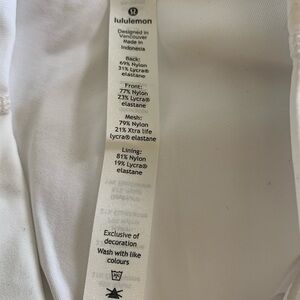 lululemon
Designed in
Vancouver
Made in
Indonesia
Back:
69% Nylon
31% Lycra®
elastane
Front:
77% Nylon
23% Lycra®
elastane
Mesh:
79% Nylon
21% Xtra life
Lycra® elastane
Lining:
81% Nylon
19% Lycra®
elastane
Exclusive of
decoration
Wash with like
colours